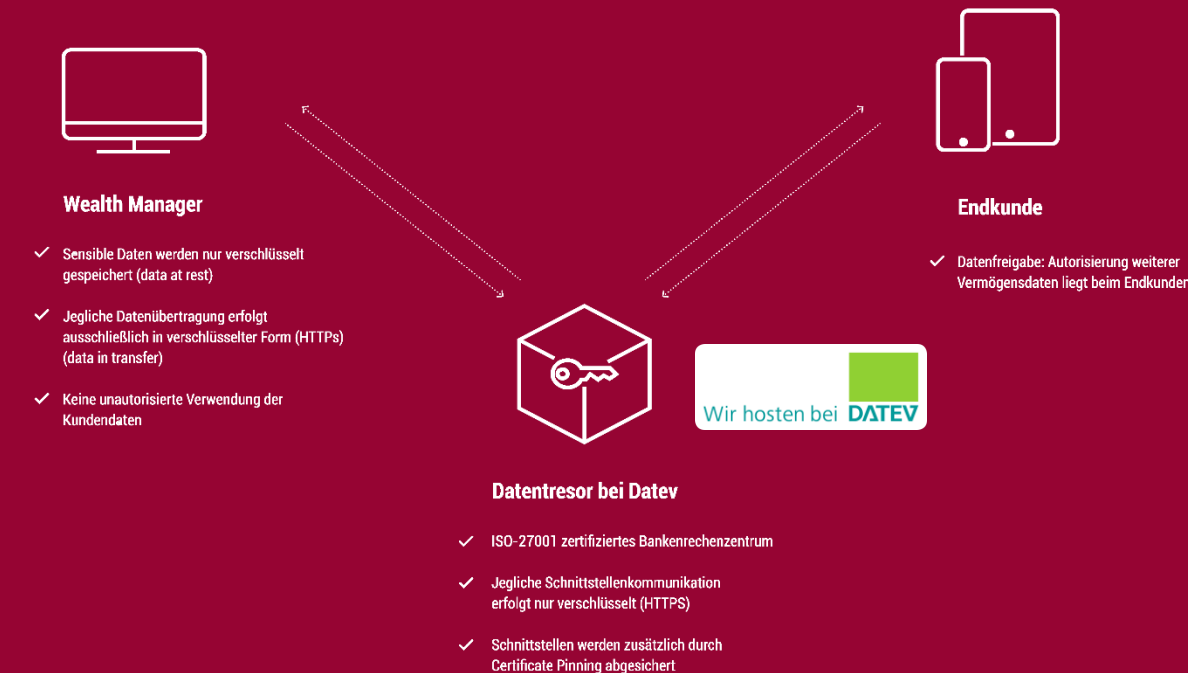 Wealth Manager
Sensible Daten werden nur verschlüsselt
gespeichert (data at rest)
Jegliche Datenübertragung erfolgt
ausschließlich in verschlüsselter Form (HTTPs)
(data in transfer)
Keine unautorisierte Verwendung der
Kundendaten
Endkunde
Datenfreigabe: Autorisierung weiterer
Vermögensdaten liegt beim Endkunden
Wir hosten bei DATEV
Datentresor bei Datev
ISO-27001 zertifiziertes Bankenrechenzentrum
Jegliche Schnittstellenkommunikation
erfolgt nur verschlüsselt (HTTPS)
Schnittstellen werden zusätzlich durch
Certificate Pinning abgesichert